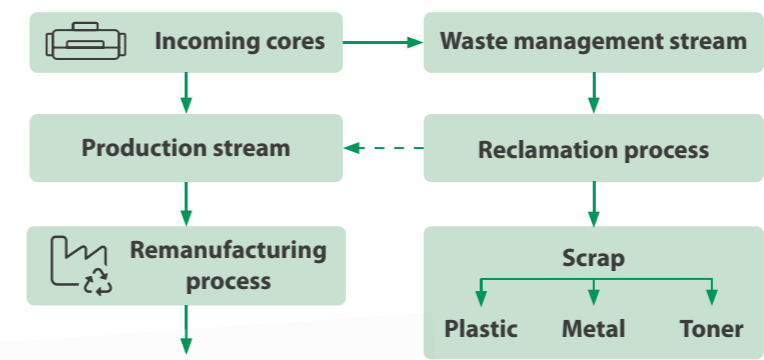 Incoming cores
Waste management stream
Production stream
Reclamation process
Remanufacturing
process
Scrap
Plastic
Metal
Toner